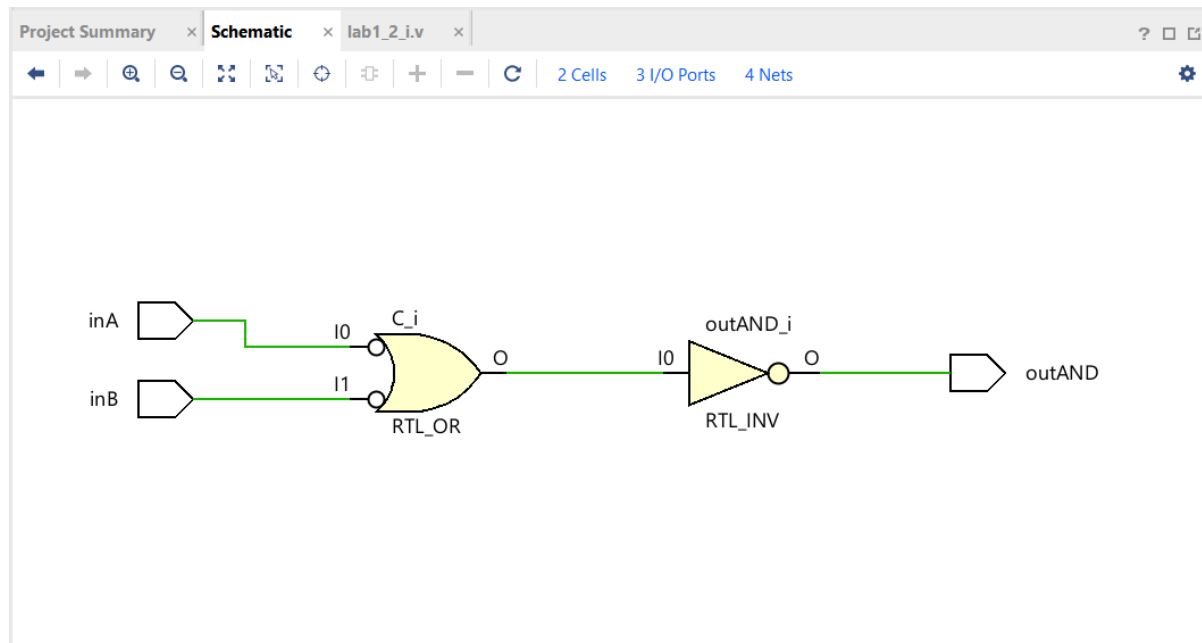 Project Summary × Schematic × lab1_2_i.v × ?
2 Cells 3 I/O Ports 4 Nets
inA
I0
C_i
O
I1
inB
RTL_OR
outAND_i
I0
O
RTL_INV
outAND